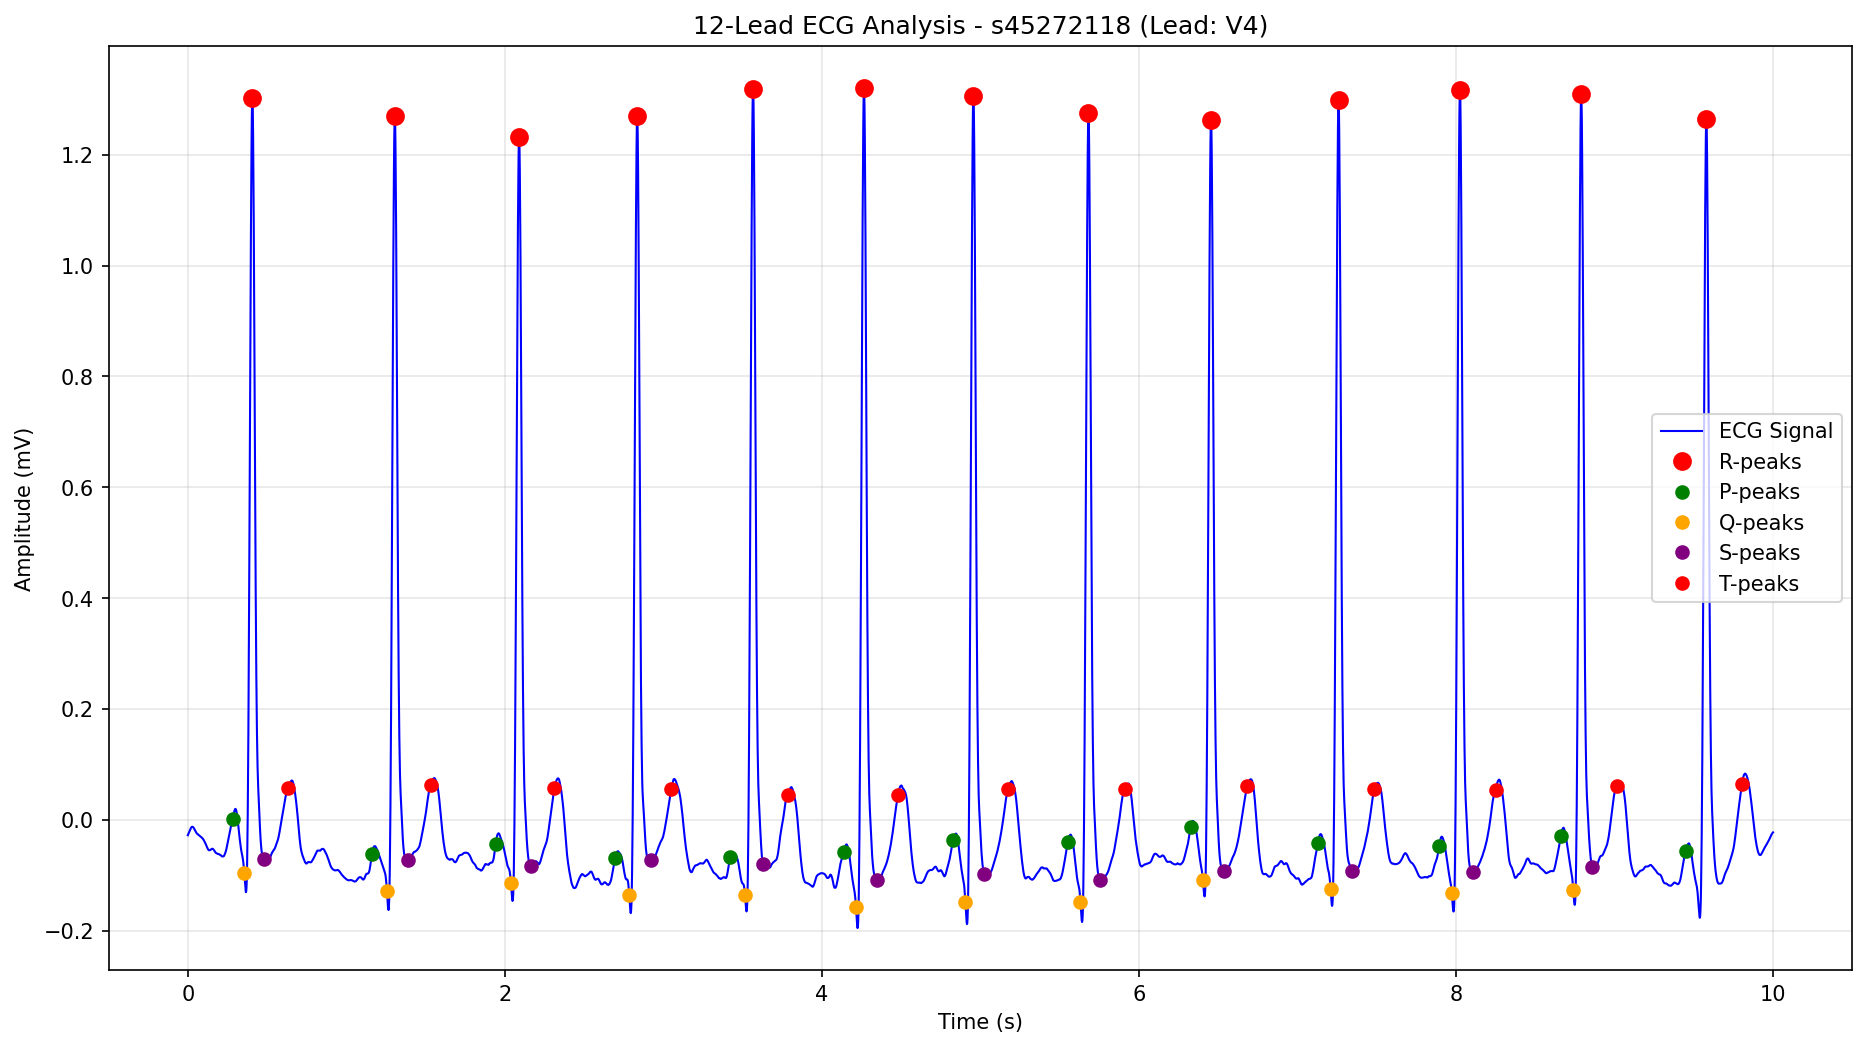 12-Lead ECG Analysis - s45272118 (Lead: V4)
Amplitude (mV)
1.2
1.0
0.8
0.6
0.4
0.2
0.0
−0.2
ECG Signal
R-peaks
P-peaks
Q-peaks
S-peaks
T-peaks
0 2 4 6 8 10
Time (s)